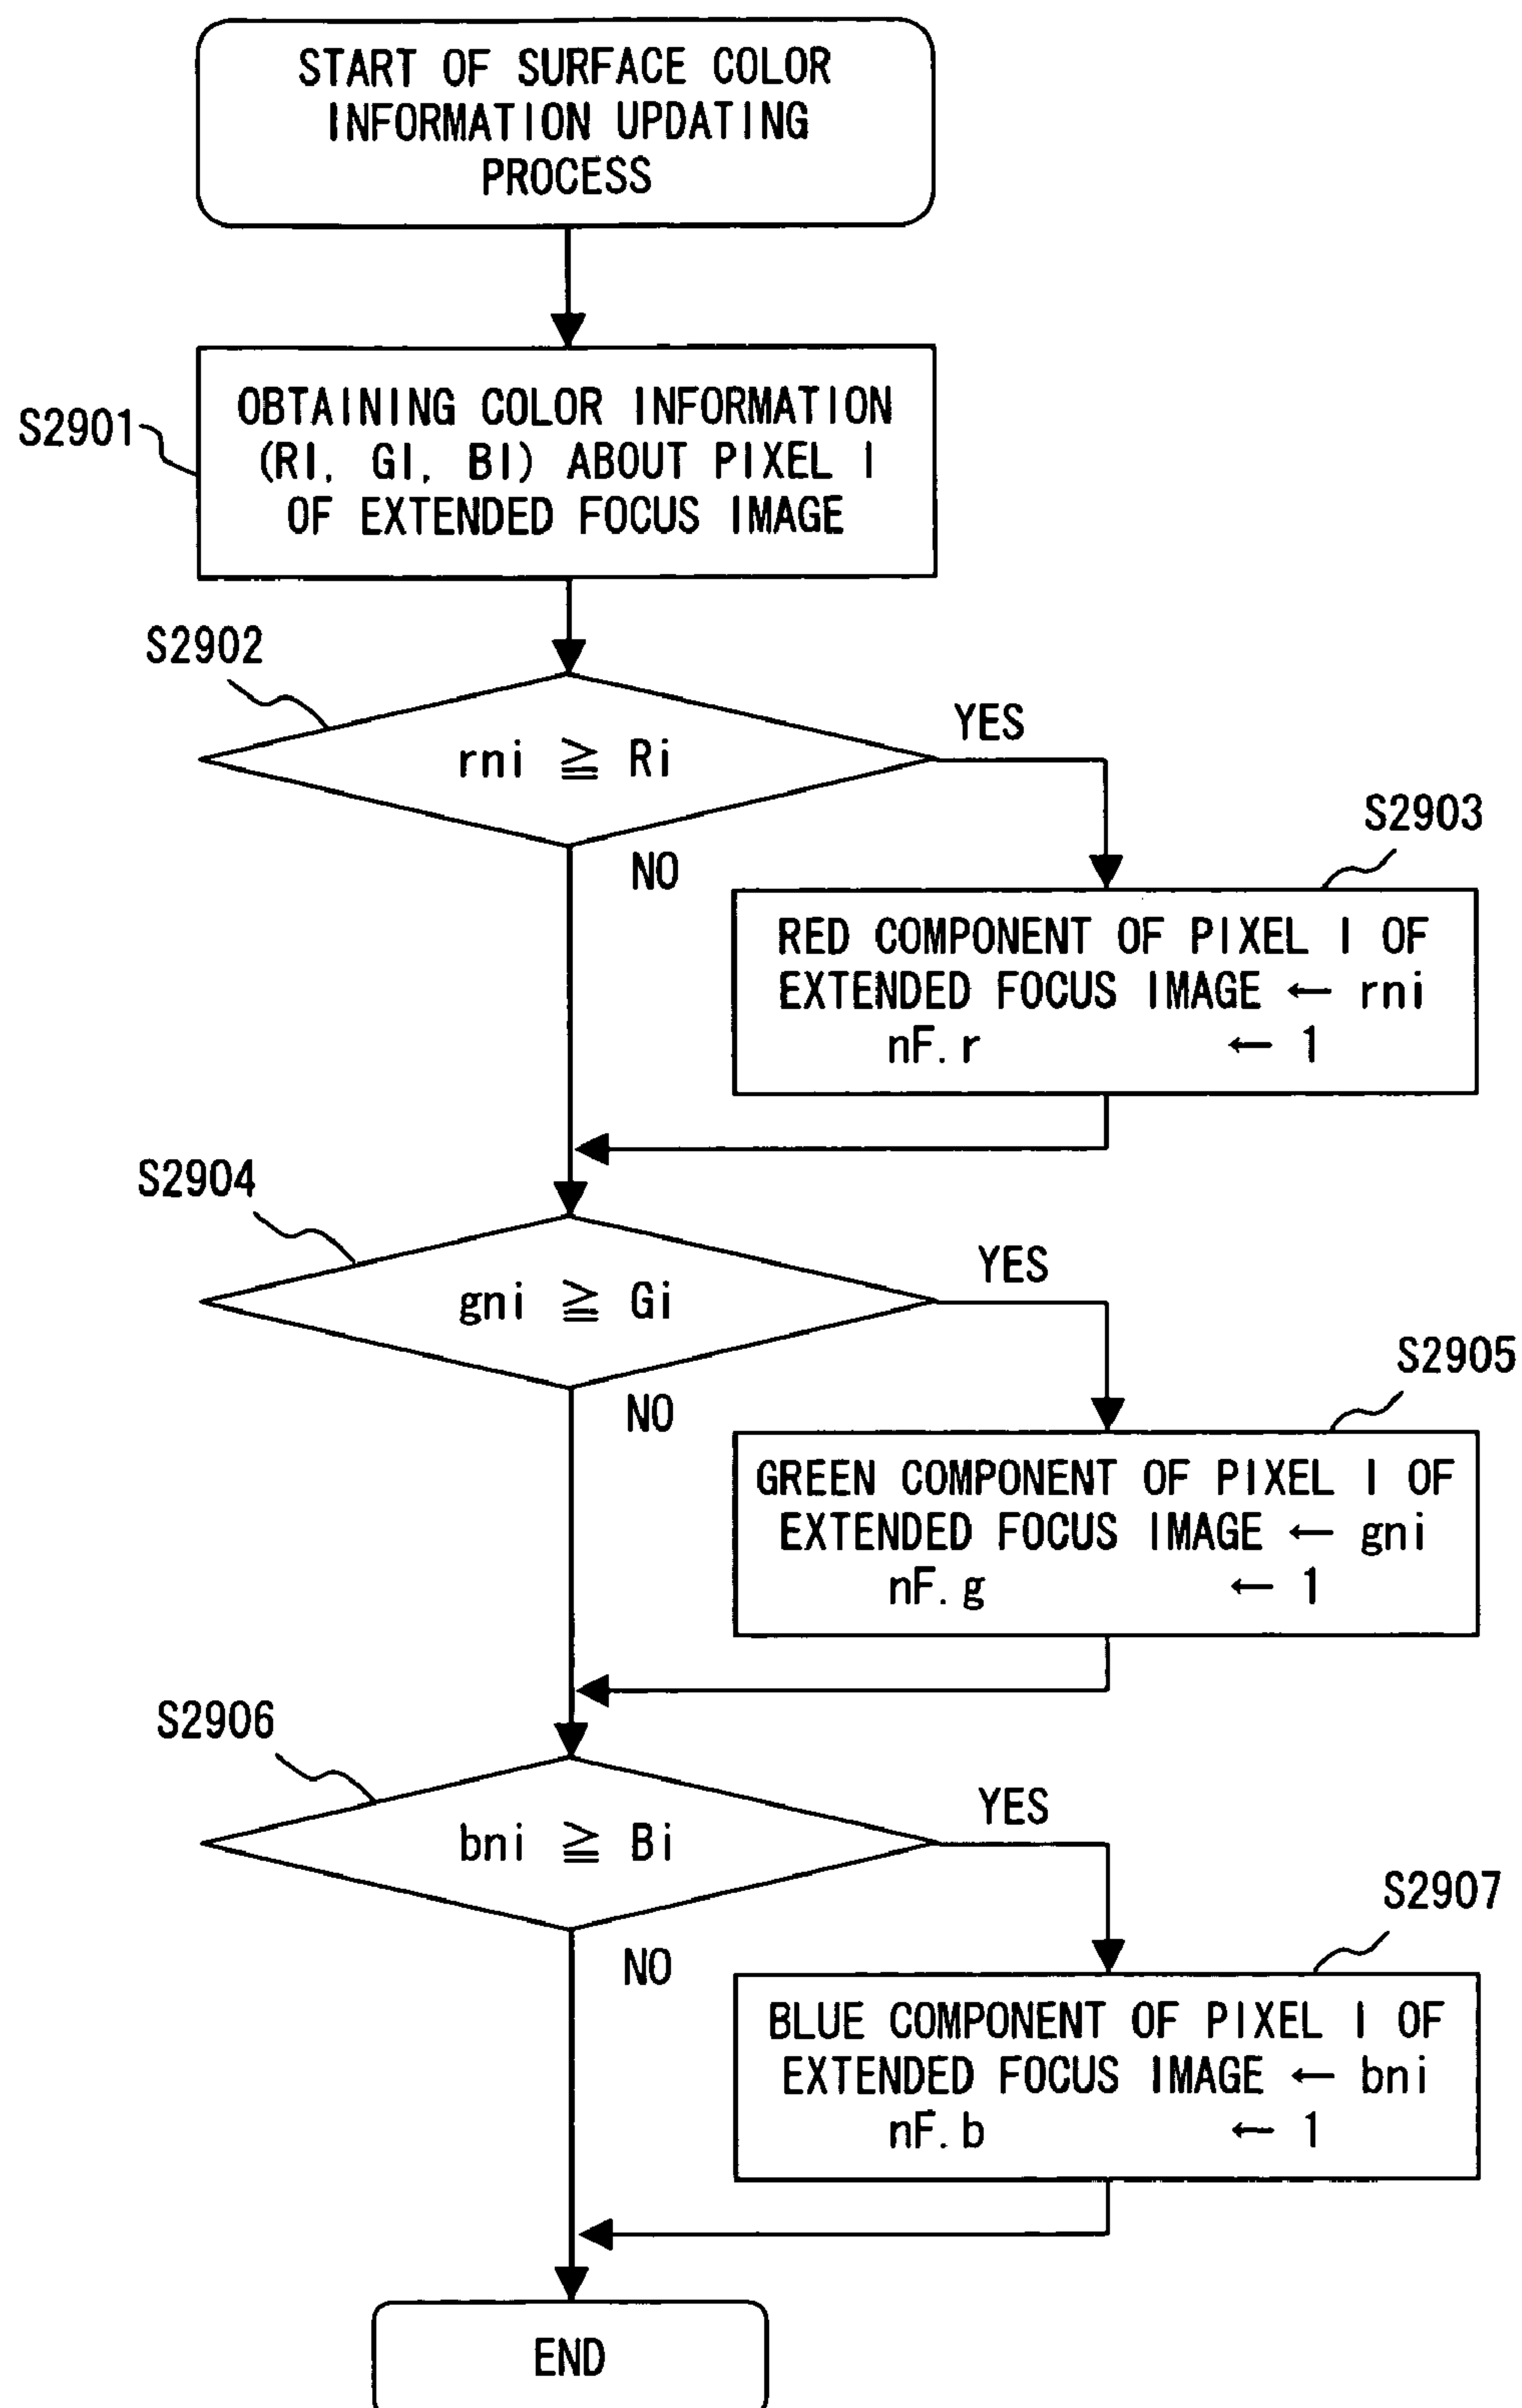 START OF SURFACE COLOR
INFORMATION UPDATING
PROCESS
S2901
OBTAINING COLOR INFORMATION
(RI, GI, BI) ABOUT PIXEL I
OF EXTENDED FOCUS IMAGE
S2902
rni ≧ Ri
YES
NO
S2903
RED COMPONENT OF PIXEL I OF
EXTENDED FOCUS IMAGE ← rni
nF.r ← 1
S2904
gni ≧ Gi
YES
NO
S2905
GREEN COMPONENT OF PIXEL I OF
EXTENDED FOCUS IMAGE ← gni
nF.g ← 1
S2906
bni ≧ Bi
YES
NO
S2907
BLUE COMPONENT OF PIXEL I OF
EXTENDED FOCUS IMAGE ← bni
nF.b ← 1
END